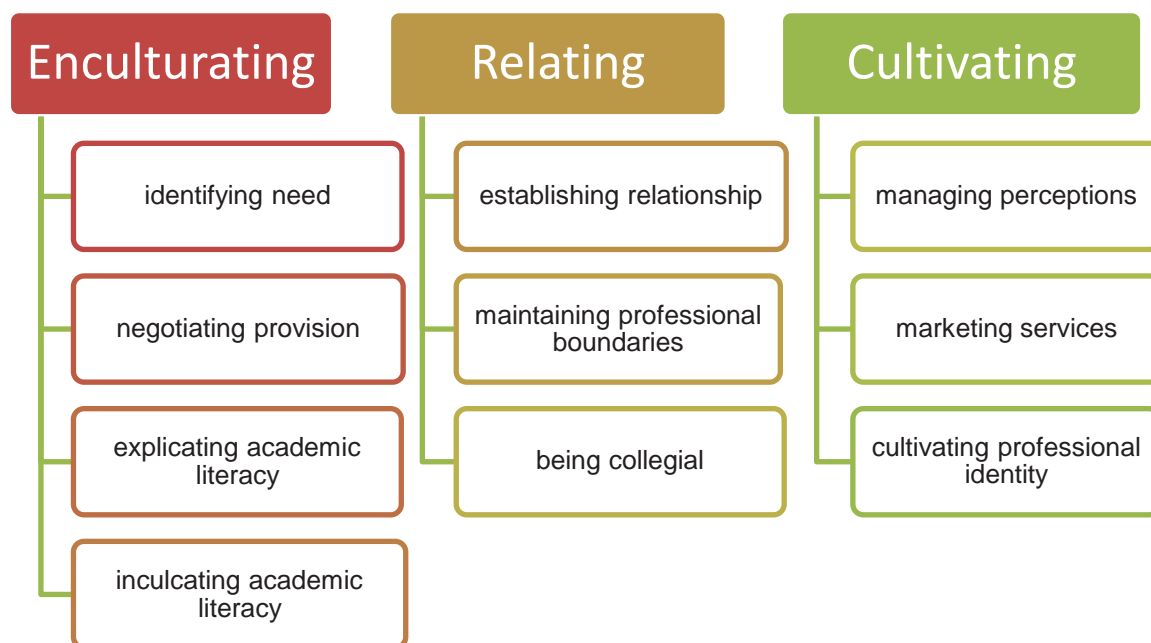 Enculturating
identifying need
negotiating provision
explicating academic
literacy
inculcating academic
literacy
Relating
establishing relationship
maintaining professional
boundaries
being collegial
Cultivating
managing perceptions
marketing services
cultivating professional
identity